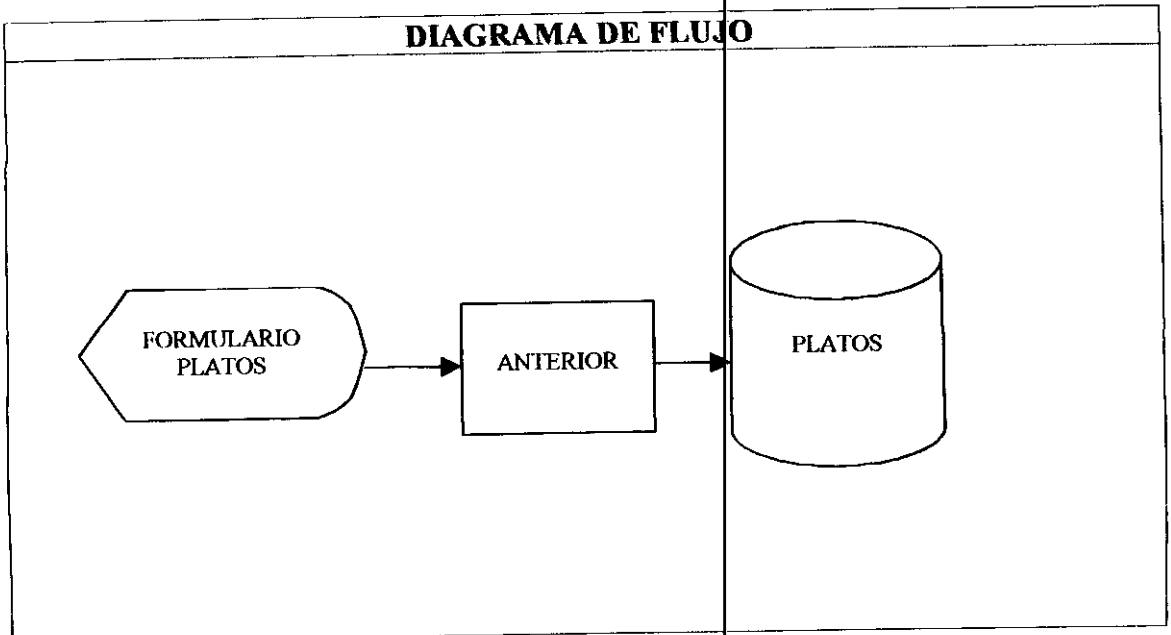 DIAGRAMA DE FLUJO
FORMULARIO
PLATOS
ANTERIOR
PLATOS